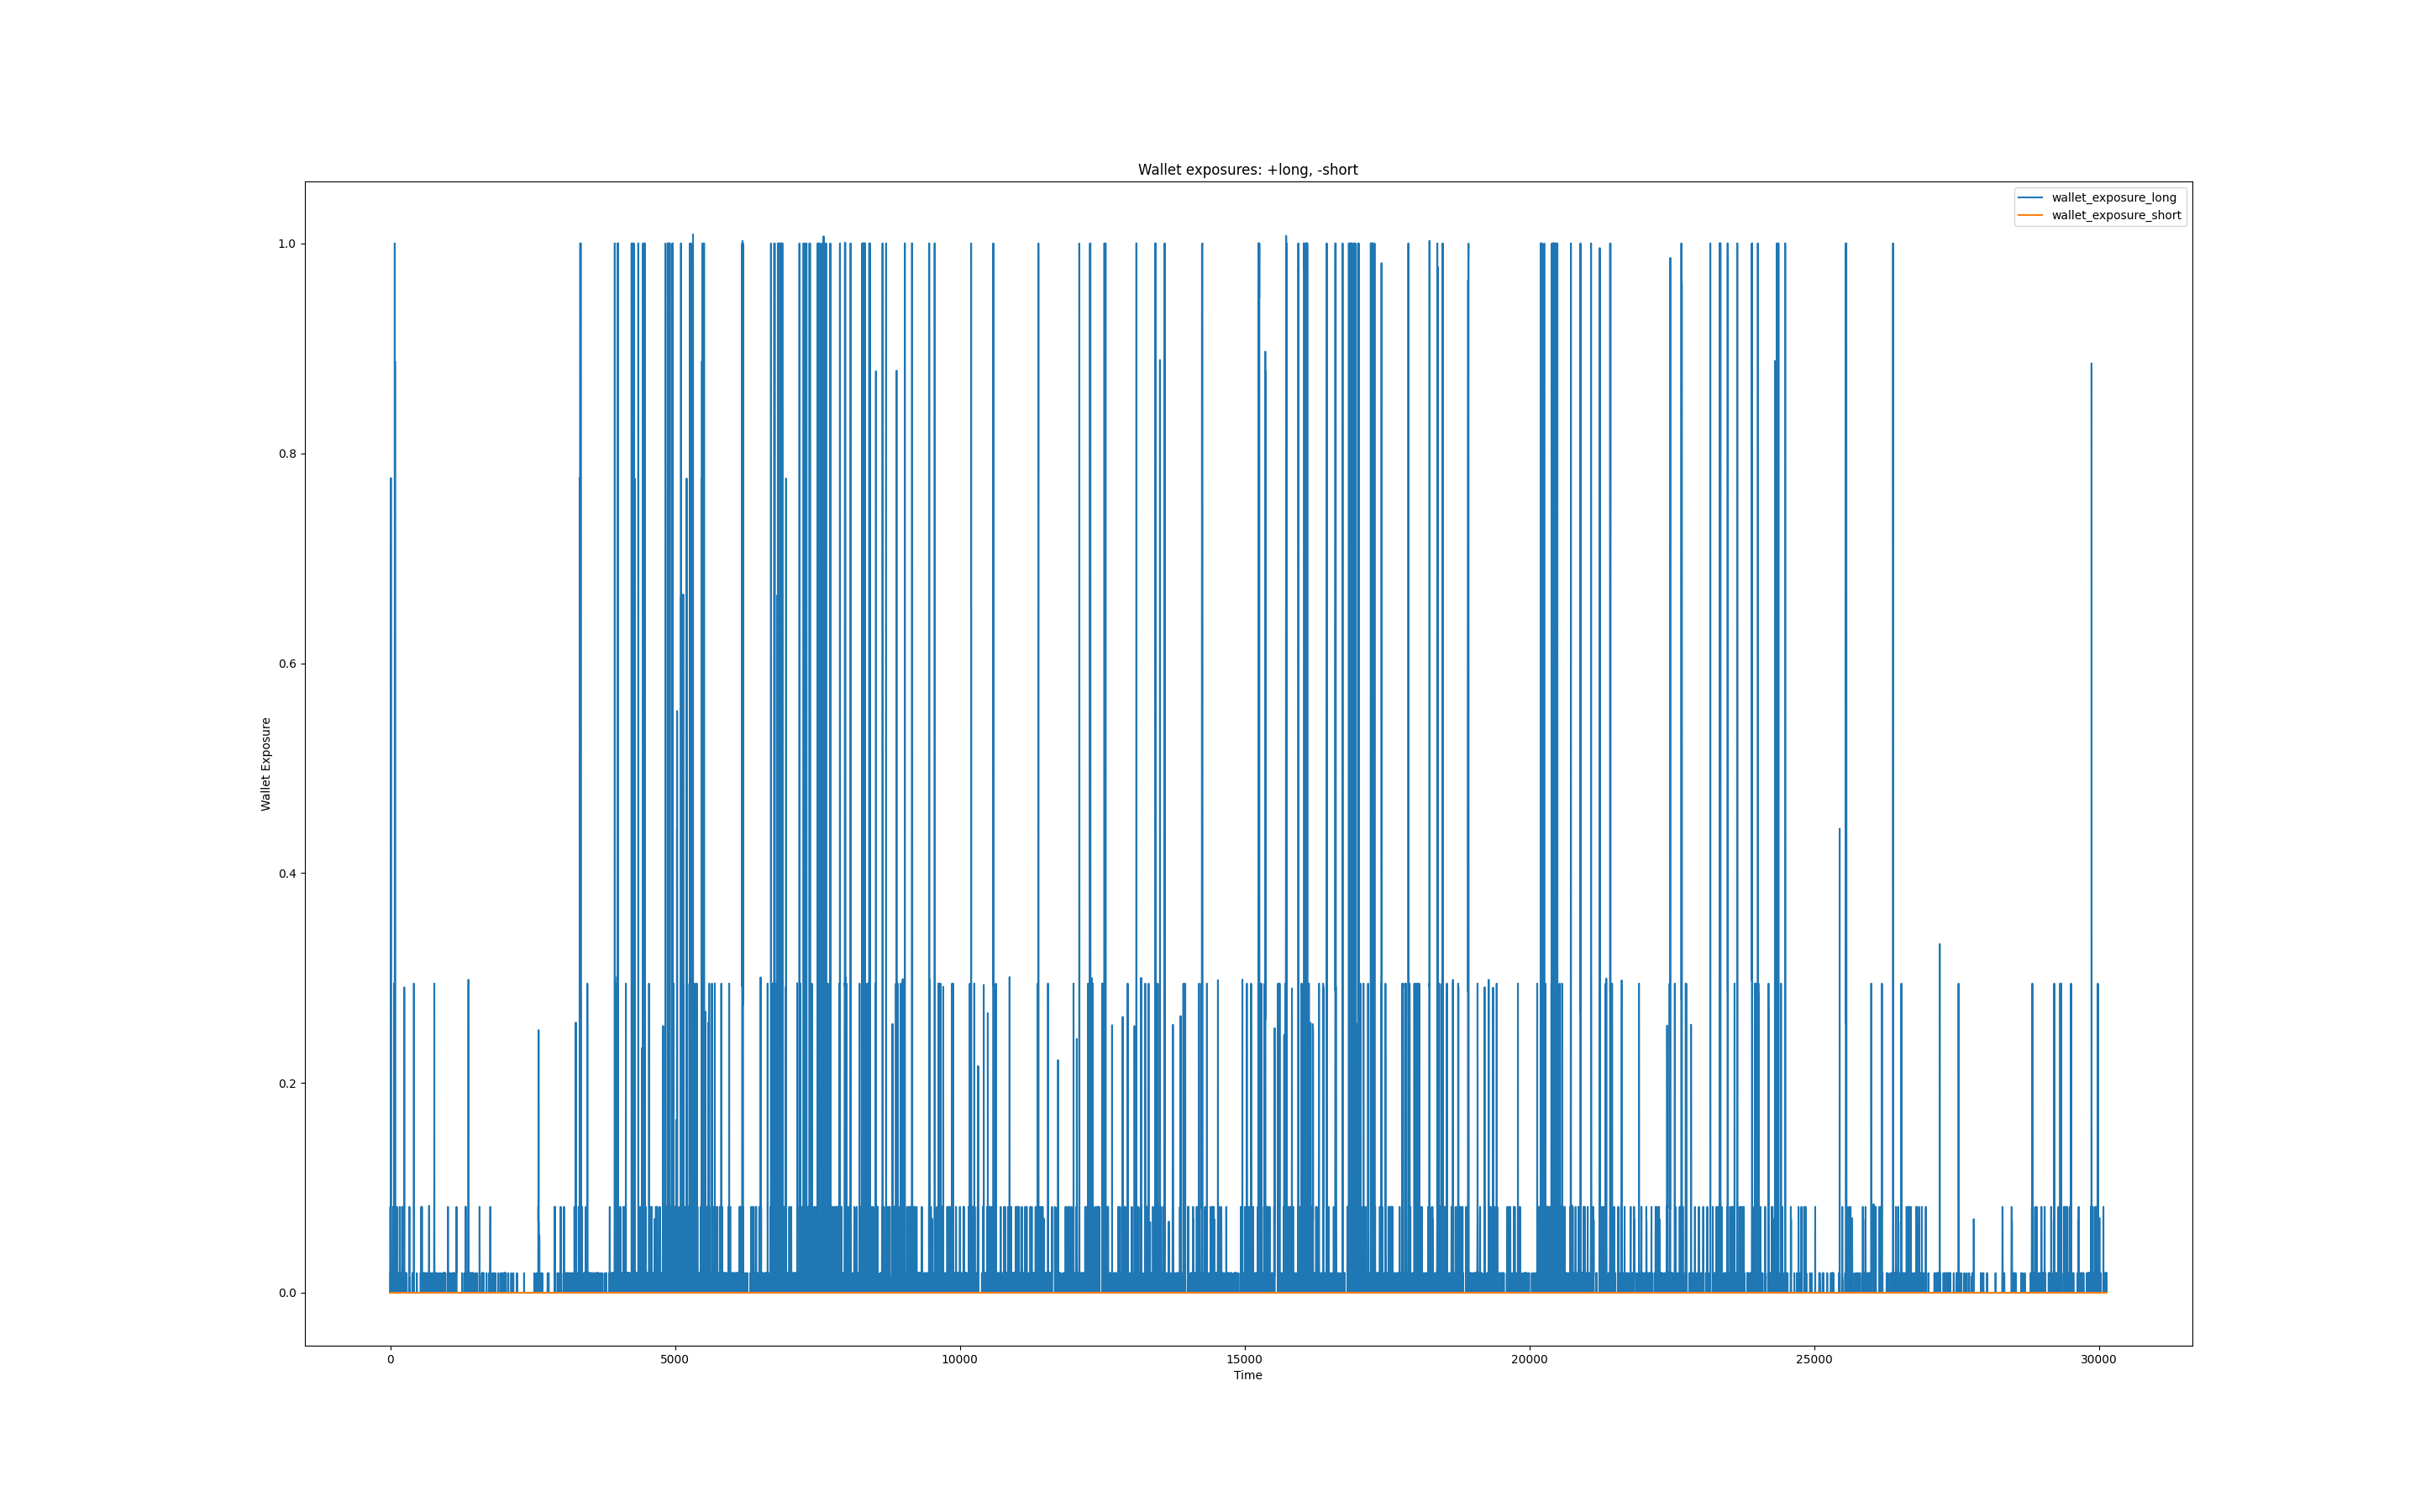 Wallet exposures: +long, -short
wallet_exposure_long
wallet_exposure_short
1.0
0.8
0.6
0.4
0.2
0.0
Wallet Exposure
0 5000 10000 15000 20000 25000 30000
Time